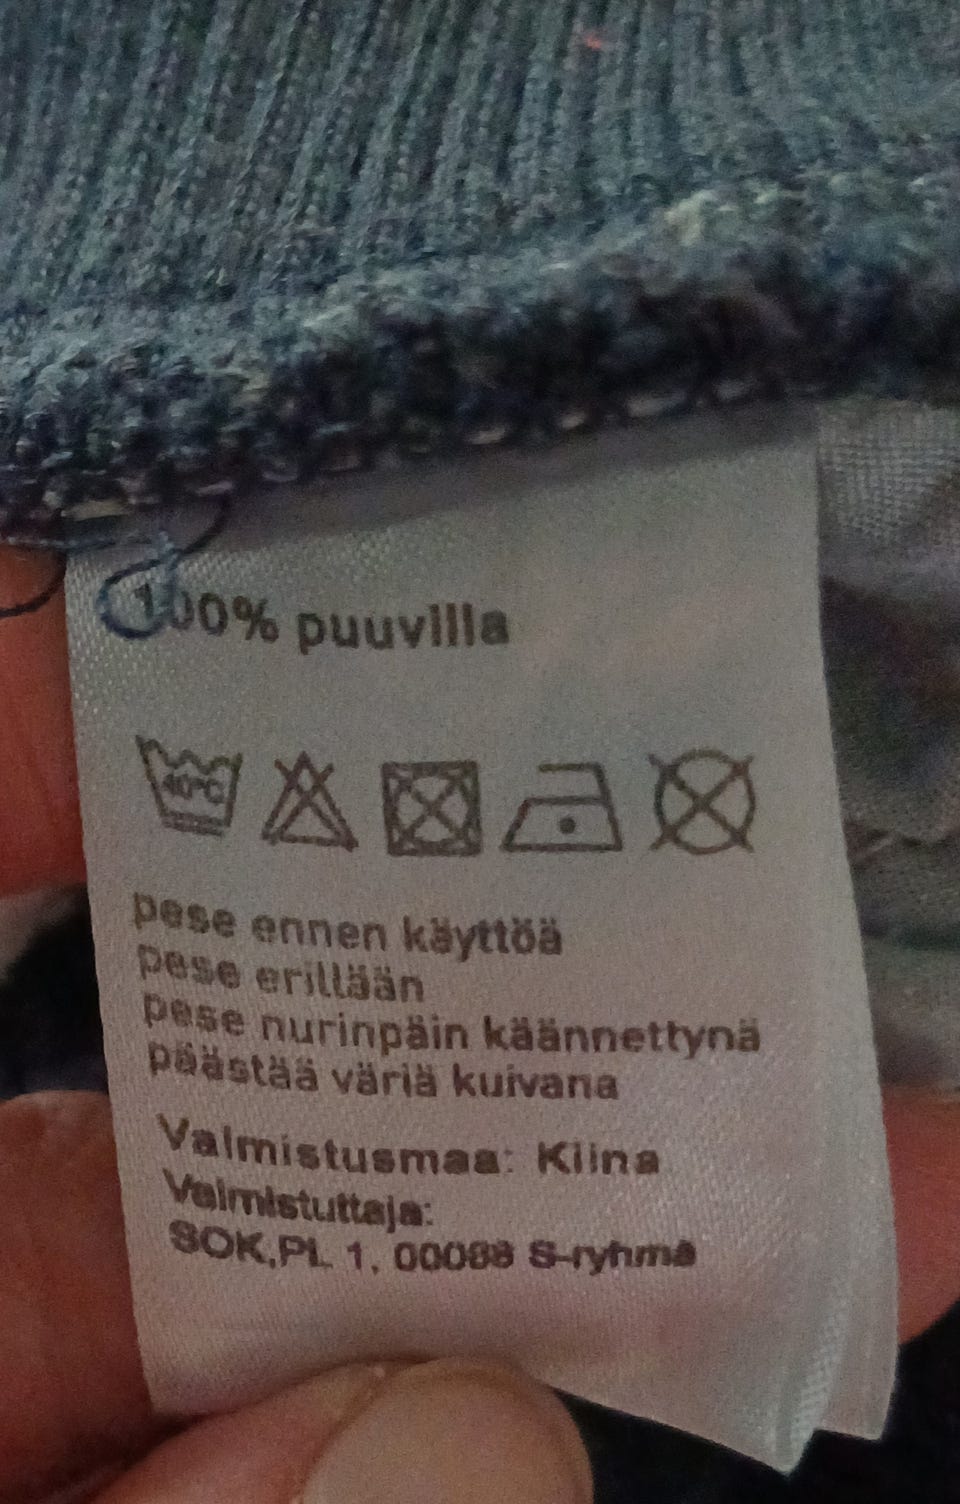 100% puuvilla
40°C
pese ennen käyttöä
pese erillään
pese nurinpäin käännettynä
päästää väriä kuivana
Valmistusmaa: Kiina
Valmistuttaja:
SOK,PL 1, 00088 S-ryhmä